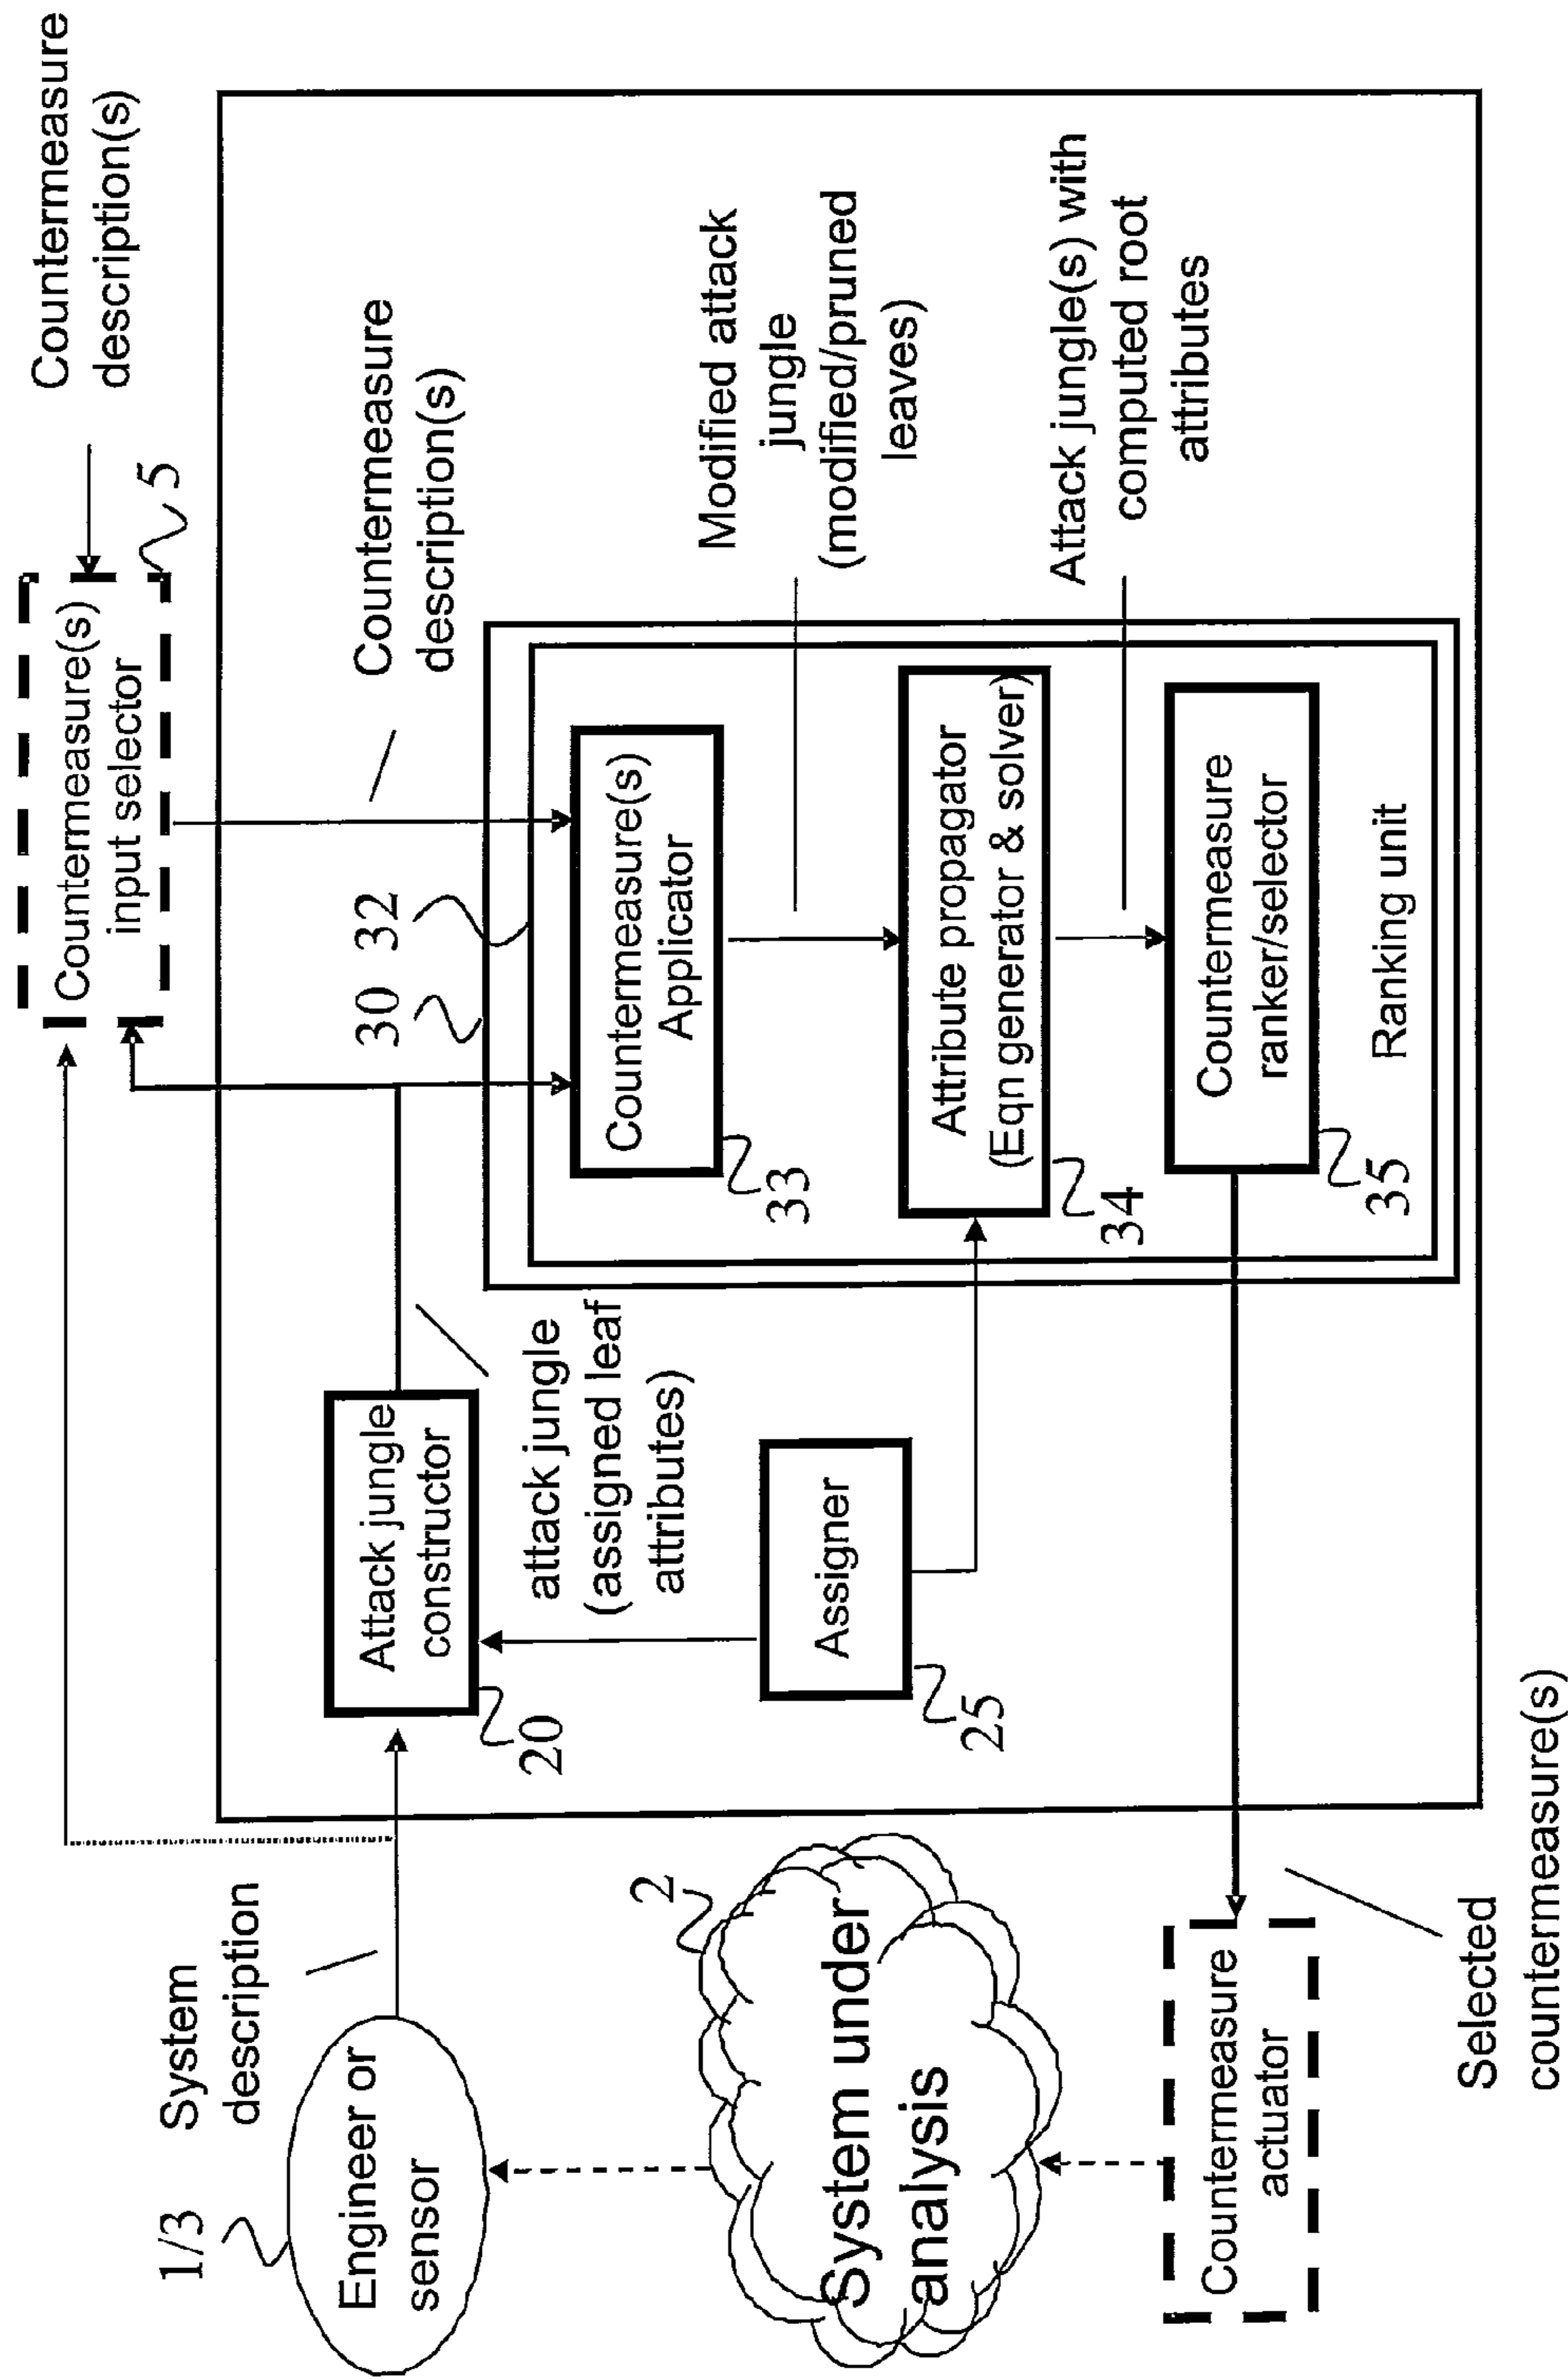 Countermeasure
description(s)
Countermeasure(s)
input selector
5
System
description
1/3
Engineer or
sensor
Attack jungle
constructor
20
attack jungle
(assigned leaf
attributes)
30
32
Countermeasure
description(s)
Countermeasure(s)
Applicator
33
Modified attack
jungle
(modified/pruned
leaves)
2
System under
analysis
Assigner
25
Attribute propagator
(Eqn generator & solver)
34
Attack jungle(s) with
computed root
attributes
Countermeasure
actuator
Countermeasure
ranker/selector
35
Ranking unit
Selected
countermeasure(s)